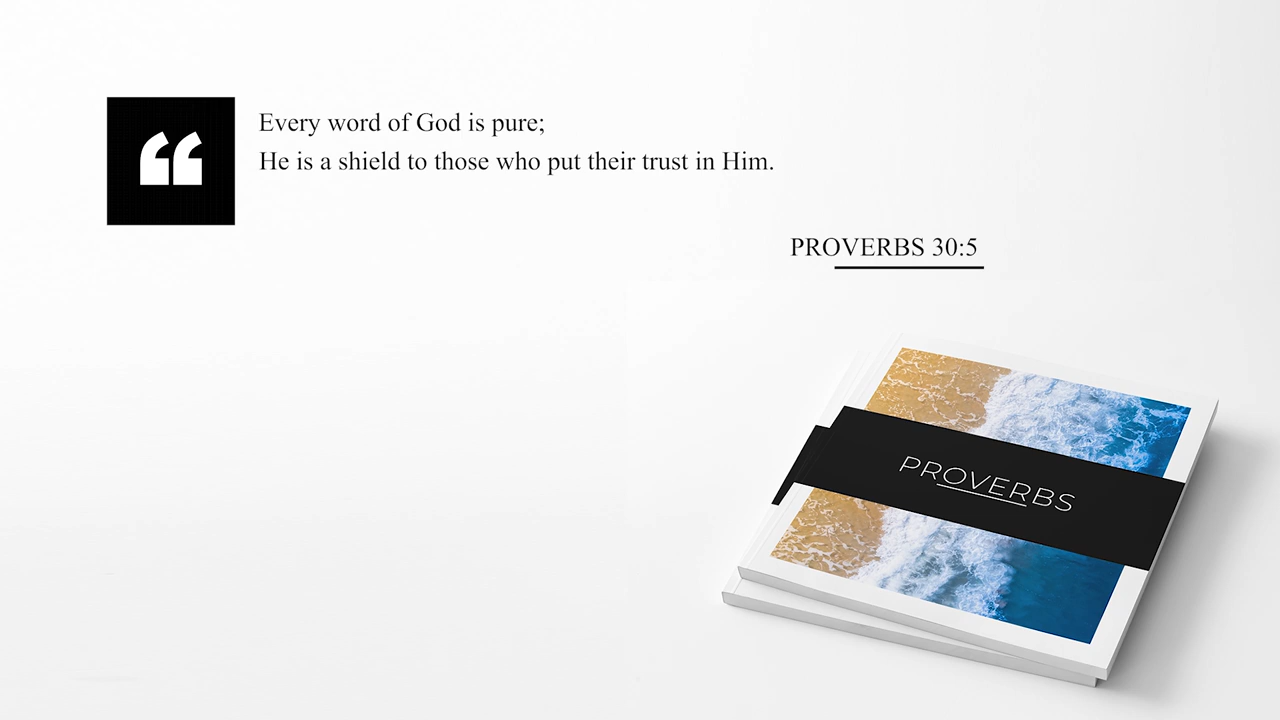 “
Every word of God is pure;
He is a shield to those who put their trust in Him.
PROVERBS 30:5
PROVERBS